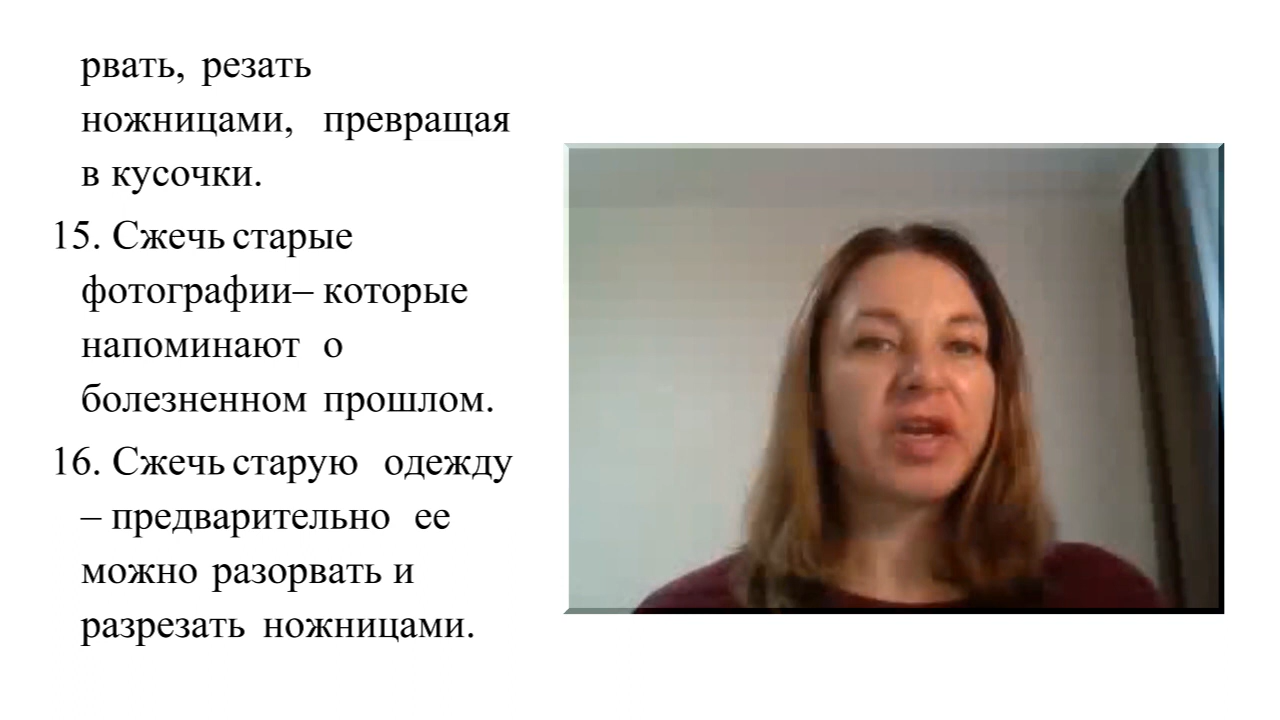 рвать, резать
ножницами, превращая
в кусочки.
15. Сжечь старые
фотографии– которые
напоминают о
болезненном прошлом.
16. Сжечь старую одежду
– предварительно ее
можно разорвать и
разрезать ножницами.